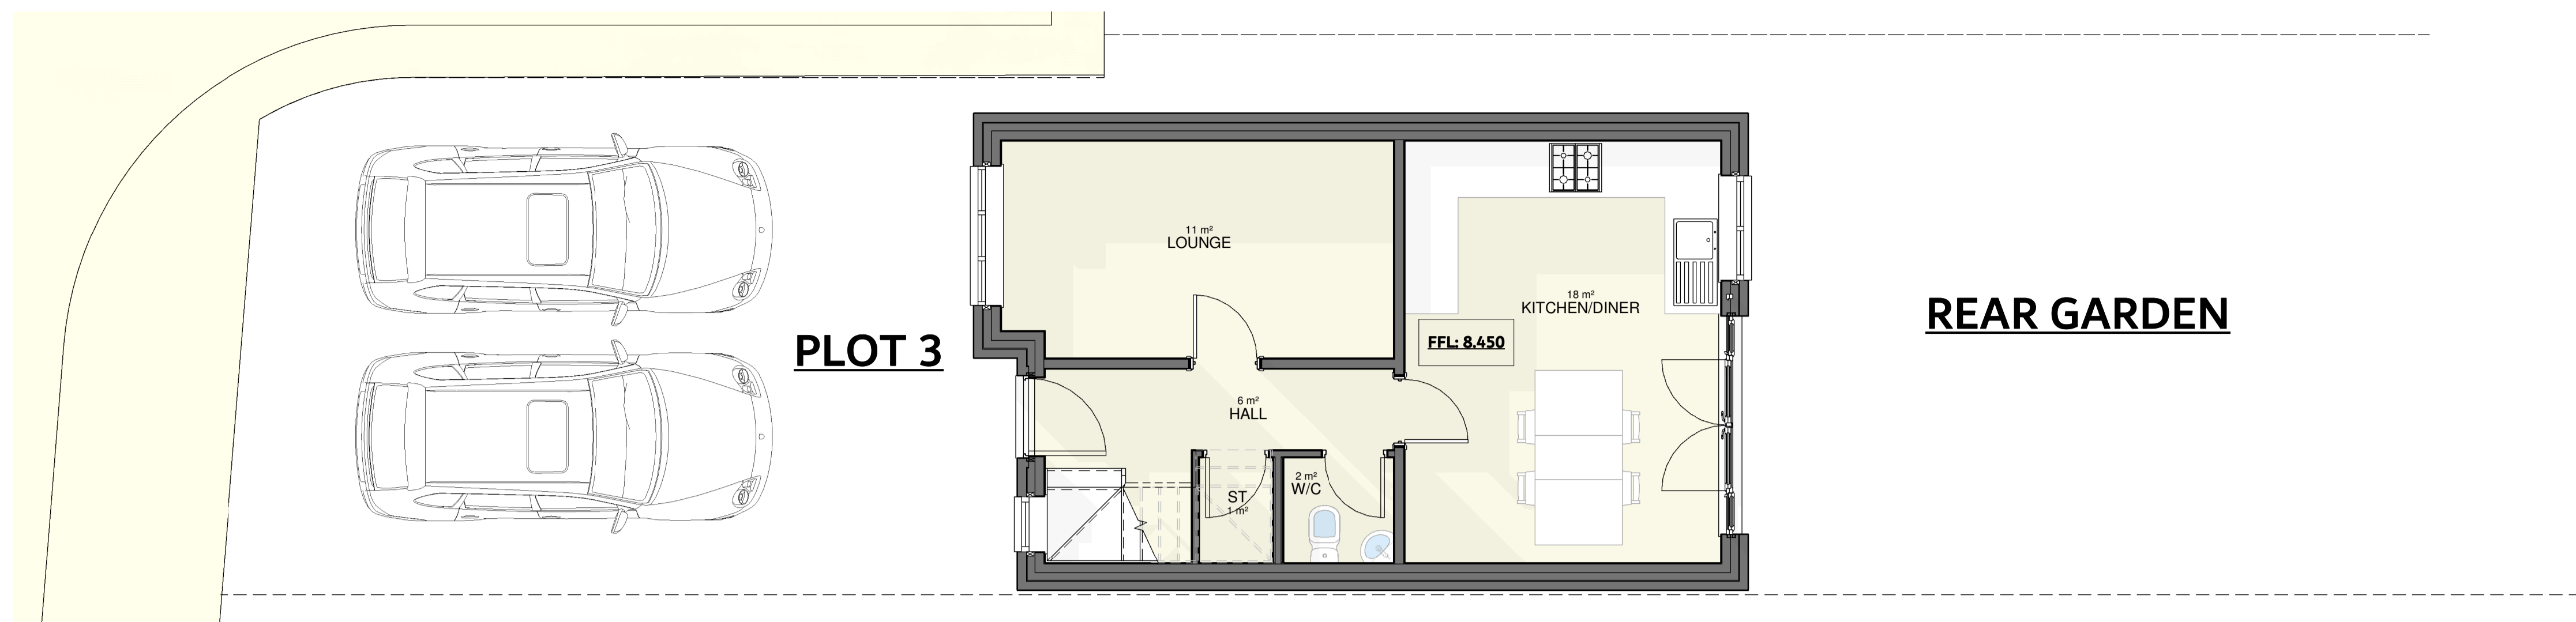 PLOT 3
11 m²
LOUNGE
18 m²
KITCHEN/DINER
FFL: 8.450
6 m²
HALL
ST
1 m²
2 m²
W/C
REAR GARDEN